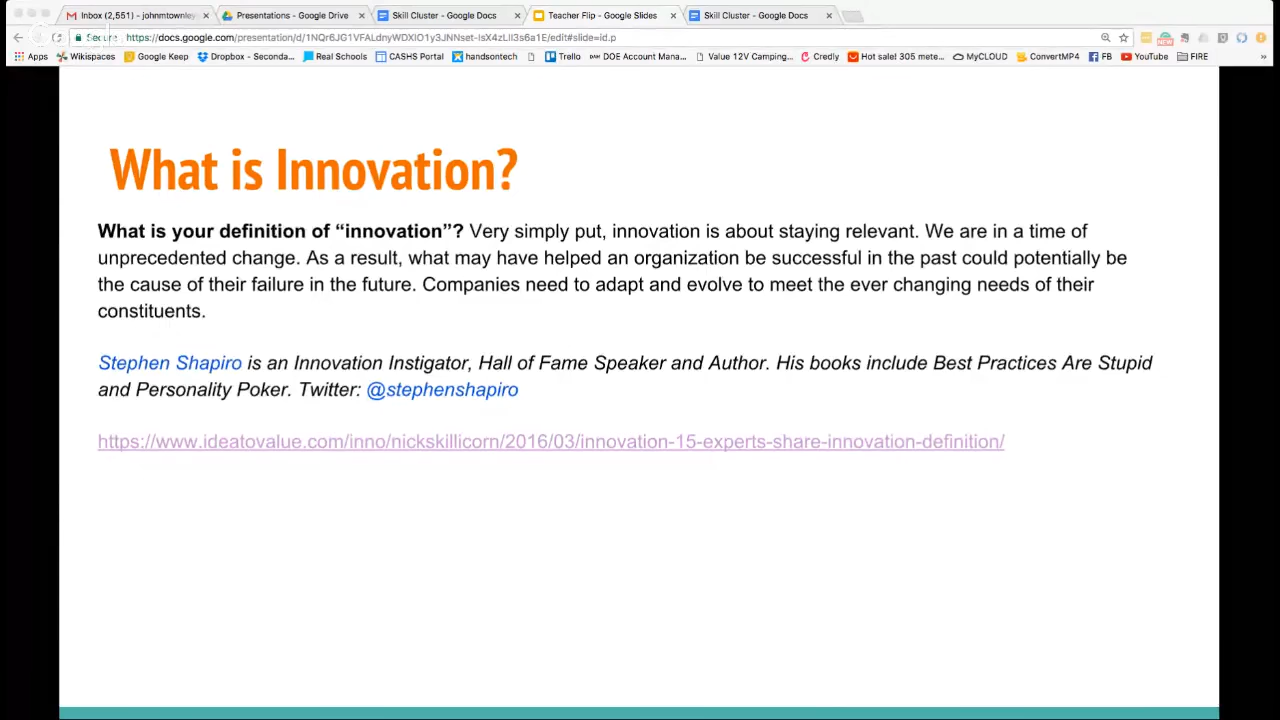 Inbox (2,551) - johnmtownley
Presentations - Google Drive
Skill Cluster - Google Docs
Teacher Flip - Google Slides
Skill Cluster - Google Docs
Secure
Apps
Wikispaces
Google Keep
Dropbox - Seconda...
Real Schools
CASHS Portal
handsontech
Trello
DOE Account Mana...
Value 12V Camping...
Credly
Hot sale! 305 mete...
MyCLOUD
ConvertMP4
FB
YouTube
FIRE
What is Innovation?
What is your definition of “innovation”? Very simply put, innovation is about staying relevant. We are in a time of
unprecedented change. As a result, what may have helped an organization be successful in the past could potentially be
the cause of their failure in the future. Companies need to adapt and evolve to meet the ever changing needs of their
constituents.
Stephen Shapiro is an Innovation Instigator, Hall of Fame Speaker and Author. His books include Best Practices Are Stupid
and Personality Poker. Twitter: @stephenshapiro
https://www.ideatovalue.com/inno/nickskillicorn/2016/03/innovation-15-experts-share-innovation-definition/